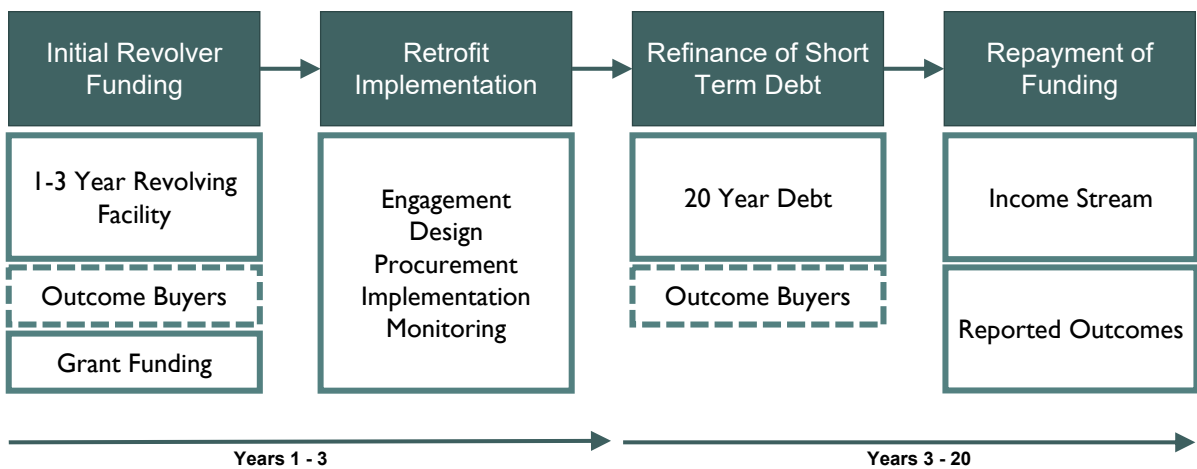 Initial Revolver
Funding
Retrofit
Implementation
Refinance of Short
Term Debt
Repayment of
Funding
1-3 Year Revolving
Facility
Outcome Buyers
Grant Funding
Engagement
Design
Procurement
Implementation
Monitoring
20 Year Debt
Outcome Buyers
Income Stream
Reported Outcomes
Years 1 - 3
Years 3 - 20